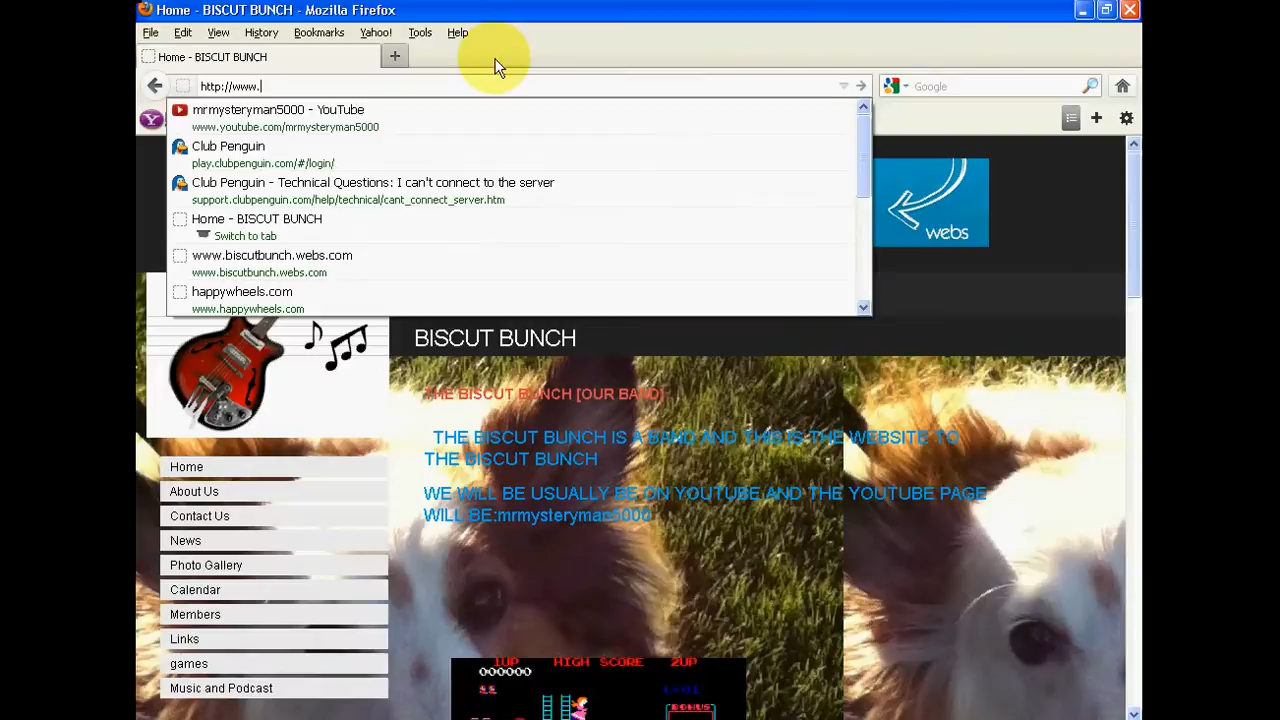 Home - BISCUT BUNCH - Mozilla Firefox
File Edit View History Bookmarks Yahoo! Tools Help
Home - BISCUT BUNCH
http://www.
Google
mrmysteryman5000 - YouTube
www.youtube.com/mrmysteryman5000
Club Penguin
play.clubpenguin.com/#/login/
Club Penguin - Technical Questions: I can't connect to the server
support.clubpenguin.com/help/technical/cant_connect_server.htm
Home - BISCUT BUNCH
Switch to tab
www.biscutbunch.webs.com
www.biscutbunch.webs.com
happywheels.com
www.happywheels.com
webs
BISCUT BUNCH
THE BISCUT BUNCH [OUR BAND]
THE BISCUT BUNCH IS A BAND AND THIS IS THE WEBSITE TO
THE BISCUT BUNCH
WE WILL BE USUALLY BE ON YOUTUBE AND THE YOUTUBE PAGE
WILL BE:mrmysteryman5000
Home
About Us
Contact Us
News
Photo Gallery
Calendar
Members
Links
games
Music and Podcast
1UP HIGH SCORE 2UP
000000
L=01
BONUS